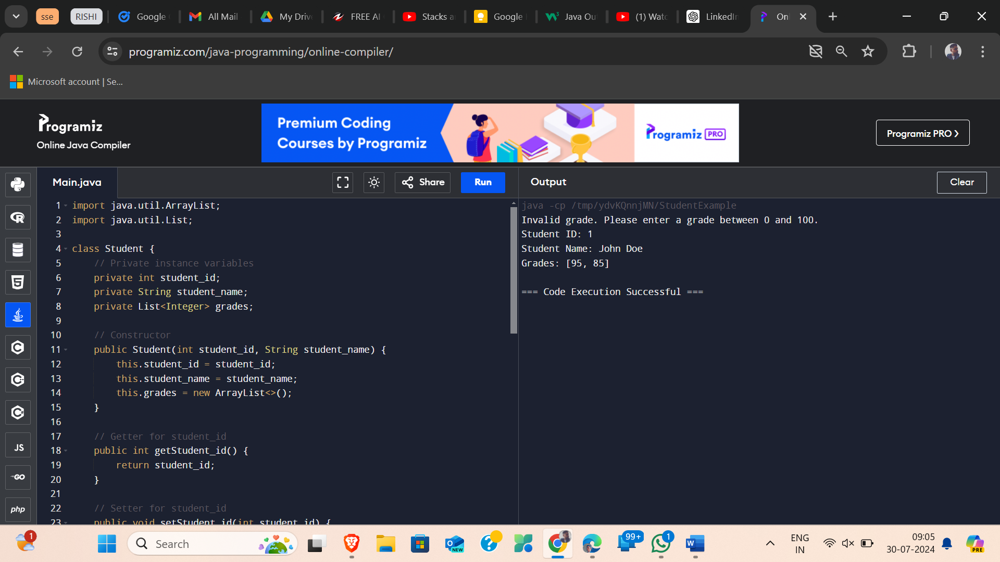 sse
RISHI
Google
All Mail
My Drive
FREE AI
Stacks a
Google
Java Ou
(1) Watc
LinkedIn
On
programiz.com/java-programming/online-compiler/
Microsoft account | Se...
Programiz
Online Java Compiler
Premium Coding
Courses by Programiz
Programiz PRO
Programiz PRO
Main.java
Share
Run
Output
Clear
1 import java.util.ArrayList;
2 import java.util.List;
3
4 class Student {
5 // Private instance variables
6 private int student_id;
7 private String student_name;
8 private List<Integer> grades;
9
10 // Constructor
11 public Student(int student_id, String student_name) {
12 this.student_id = student_id;
13 this.student_name = student_name;
14 this.grades = new ArrayList<>();
15 }
16
17 // Getter for student_id
18 public int getStudent_id() {
19 return student_id;
20 }
21
22 // Setter for student_id
23 public void setStudent_id(int student_id) {
java -cp /tmp/ydvKQnnjMN/StudentExample
Invalid grade. Please enter a grade between 0 and 100.
Student ID: 1
Student Name: John Doe
Grades: [95, 85]
=== Code Execution Successful ===
JS
GO
php
1
Search
NEW
99+
1
ENG
IN
09:05
30-07-2024
PRE